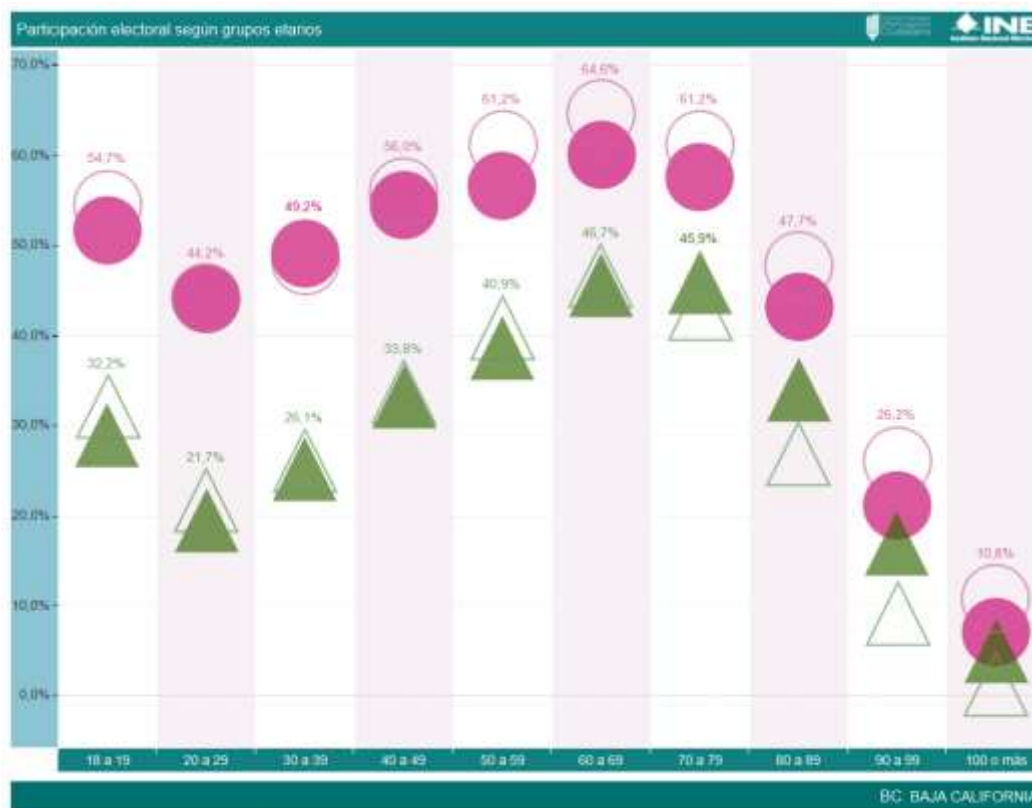 Participación electoral según grupos etarios
INE
70,0%
60,0%
50,0%
40,0%
30,0%
20,0%
10,0%
0,0%
54,7%
44,2%
49,2%
56,0%
61,2%
64,6%
61,2%
47,7%
26,2%
10,8%
32,2%
21,7%
26,1%
33,8%
40,9%
46,7%
45,9%
18 a 19
20 a 29
30 a 39
40 a 49
50 a 59
60 a 69
70 a 79
80 a 89
90 a 99
100 o más
BC BAJA CALIFORNIA